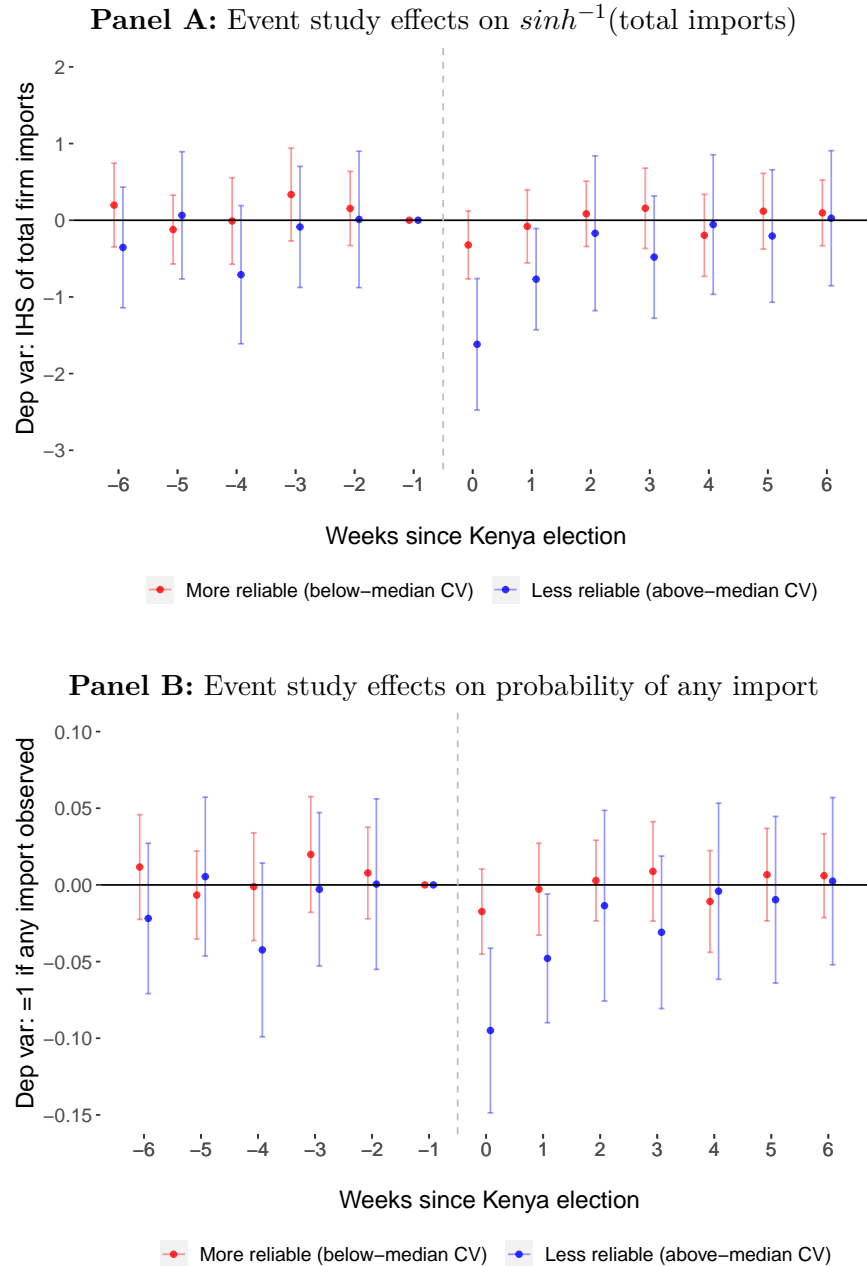 Panel A: Event study effects on sinh⁻¹(total imports)
Dep var: IHS of total firm imports
2
1
0
−1
−2
−3
−6 −5 −4 −3 −2 −1 0 1 2 3 4 5 6
Weeks since Kenya election
More reliable (below−median CV) Less reliable (above−median CV)
Panel B: Event study effects on probability of any import
Dep var: =1 if any import observed
0.10
0.05
0.00
−0.05
−0.10
−0.15
−6 −5 −4 −3 −2 −1 0 1 2 3 4 5 6
Weeks since Kenya election
More reliable (below−median CV) Less reliable (above−median CV)